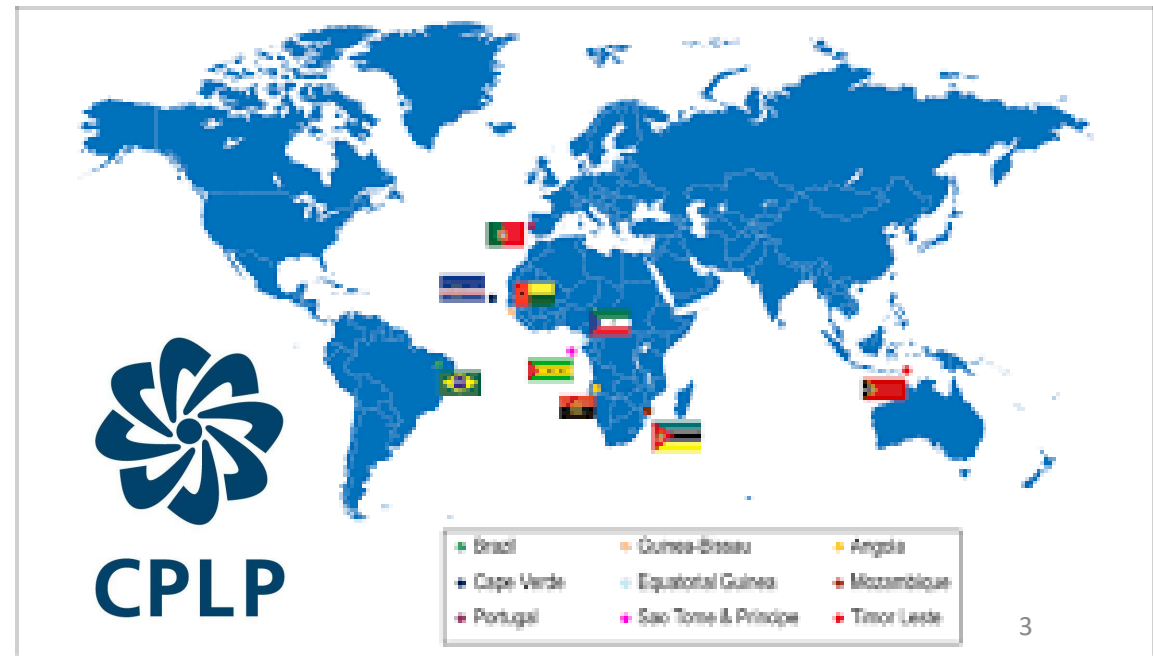 CPLP
Brazil
Guinea-Bissau
Angola
Cape Verde
Equatorial Guinea
Mozambique
Portugal
Sao Tome & Principe
Timor Leste
3